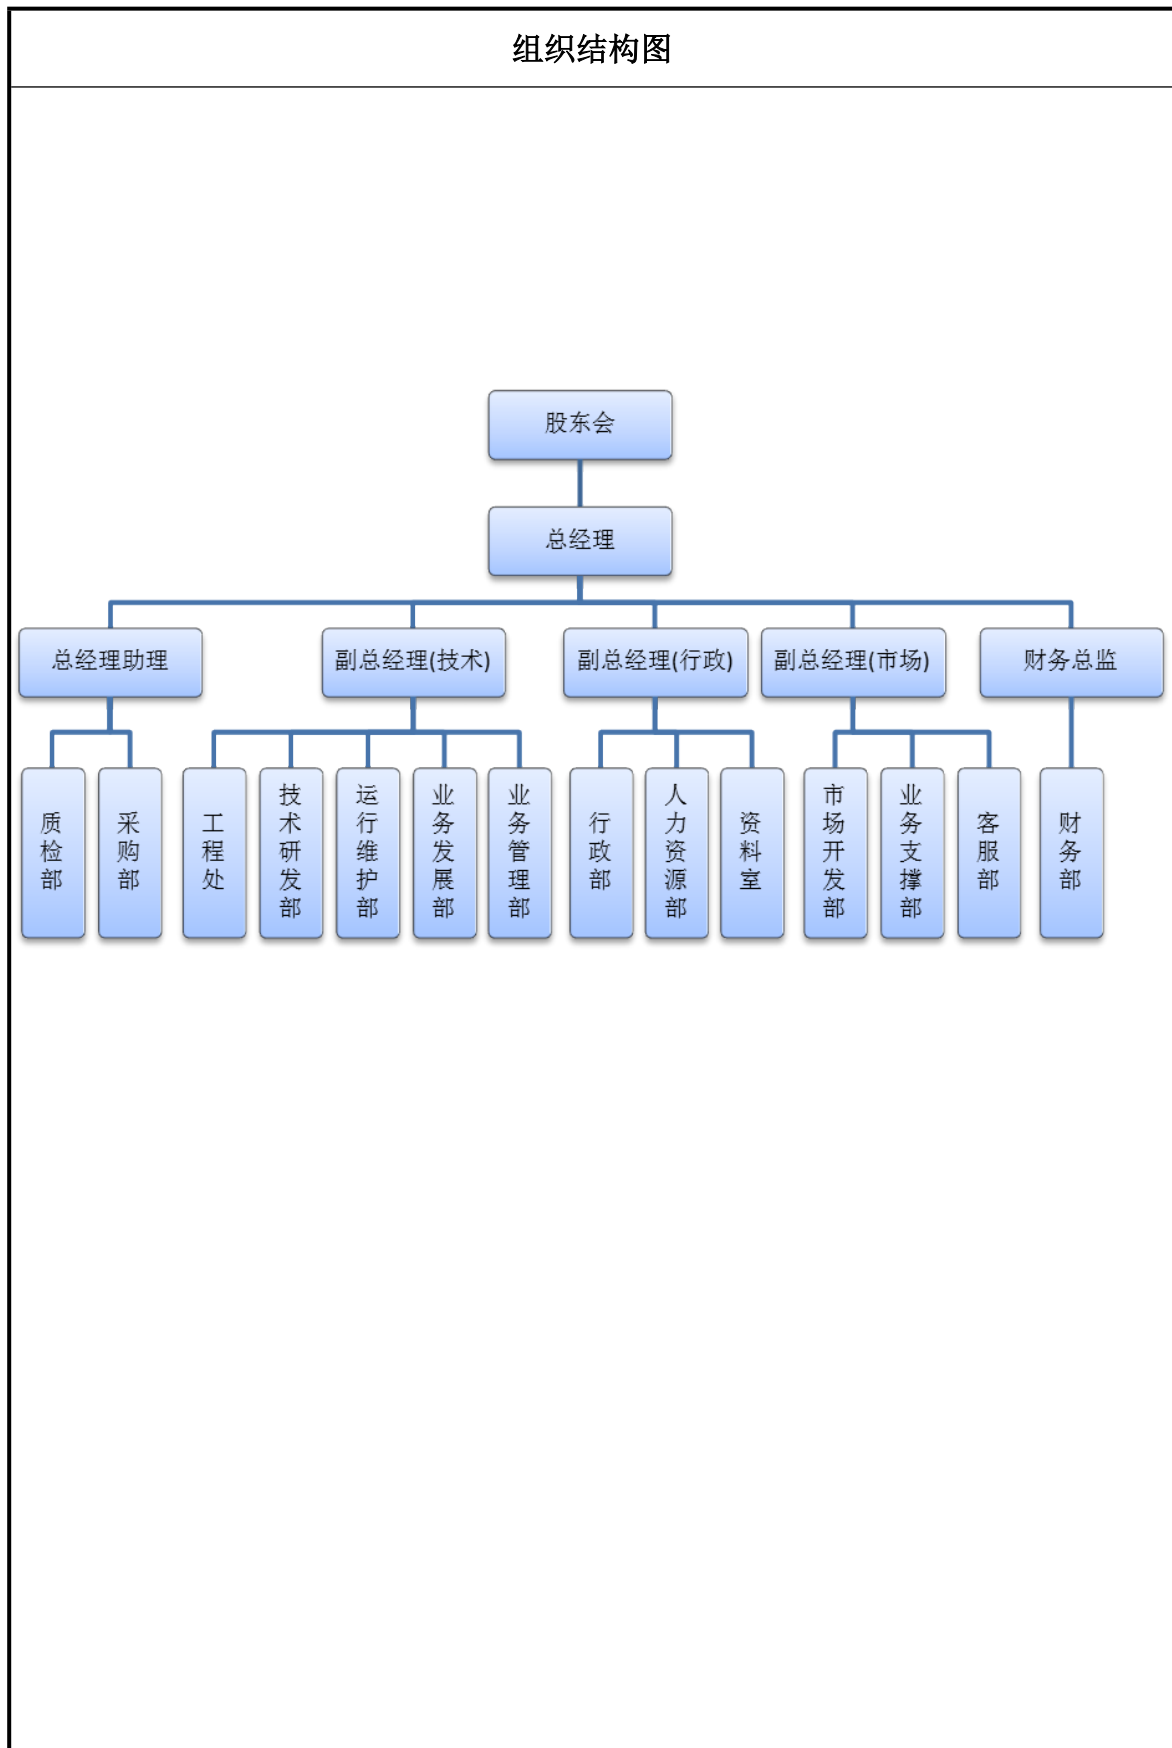 组织结构图
股东会
总经理
总经理助理
副总经理(技术)
副总经理(行政)
副总经理(市场)
财务总监
质检部
采购部
工程处
技术研发部
运行维护部
业务发展部
业务管理部
行政部
人力资源部
资料室
市场开发部
业务支撑部
客服部
财务部